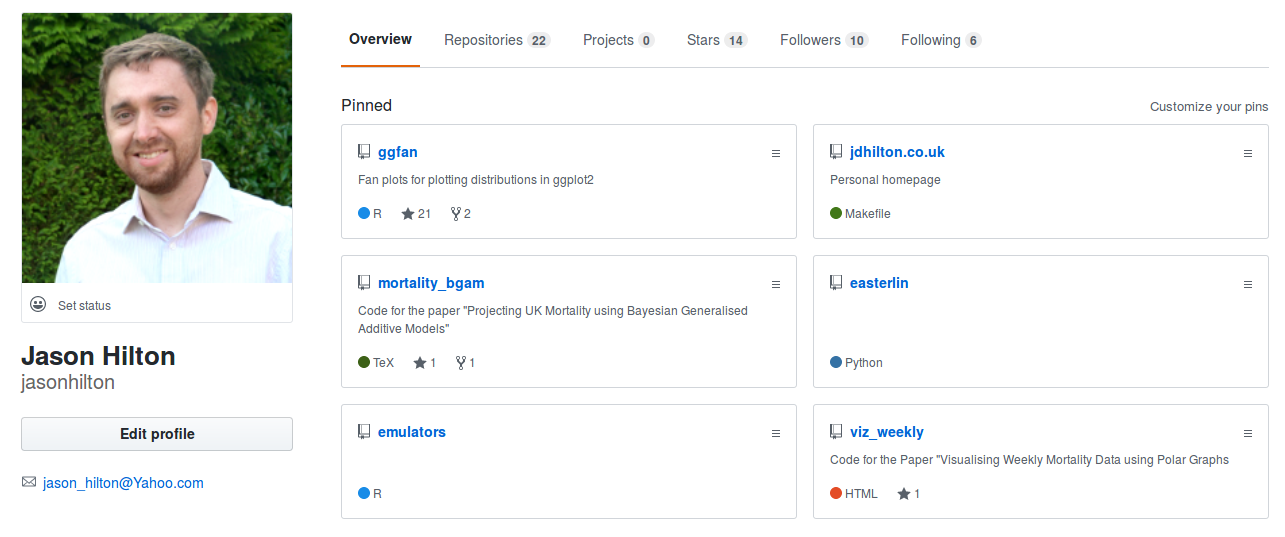 Overview Repositories 22 Projects 0 Stars 14 Followers 10 Following 6
Pinned
Customize your pins
ggfan
Fan plots for plotting distributions in ggplot2
R 21 2
jdhilton.co.uk
Personal homepage
Makefile
mortality_bgam
Code for the paper "Projecting UK Mortality using Bayesian Generalised
Additive Models"
TeX 1 1
easterlin
Python
emulators
R
viz_weekly
Code for the Paper "Visualising Weekly Mortality Data using Polar Graphs
HTML 1
Set status
Jason Hilton
jasonhilton
Edit profile
jason_hilton@Yahoo.com